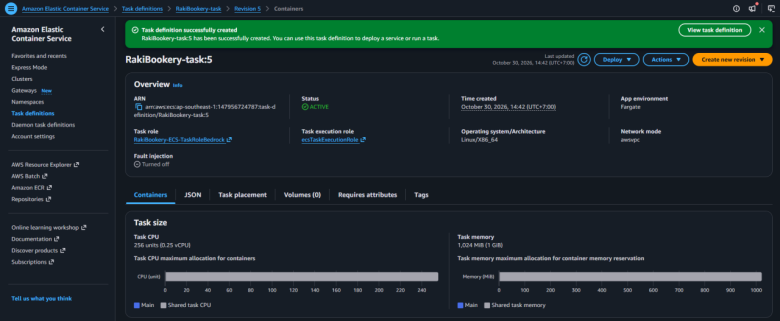 Amazon Elastic Container Service > Task definitions > RakiBookery-task > Revision 5 > Containers
Amazon Elastic
Container Service
Favorites and recents
Express Mode
Clusters
Gateways New
Namespaces
Task definitions
Daemon task definitions
Account settings
AWS Resource Explorer
AWS Batch
Amazon ECR
Repositories
Online learning workshop
Documentation
Discover products
Subscriptions
Tell us what you think
Task definition successfully created
RakiBookery-task:5 has been successfully created. You can use this task definition to deploy a service or run a task.
View task definition
RakiBookery-task:5
Last updated
October 30, 2026, 14:42 (UTC+7:00)
Deploy
Actions
Create new revision
Overview Info
ARN
arn:aws:ecs:ap-southeast-1:147956724787:task-d
efinition/RakiBookery-task:5
Status
ACTIVE
Time created
October 30, 2026, 14:42 (UTC+7:00)
App environment
Fargate
Task role
RakiBookery-ECS-TaskRoleBedrock
Task execution role
ecsTaskExecutionRole
Operating system/Architecture
Linux/X86_64
Network mode
awsvpc
Fault injection
Turned off
Containers
JSON
Task placement
Volumes (0)
Requires attributes
Tags
Task size
Task CPU
256 units (0.25 vCPU)
Task memory
1,024 MiB (1 GiB)
Task CPU maximum allocation for containers
CPU (unit)
0 20 40 60 80 100 120 140 160 180 200 220 240
Main Shared task CPU
Task memory maximum allocation for container memory reservation
Memory (MiB)
0 100 200 300 400 500 600 700 800 900 1000
Main Shared task memory